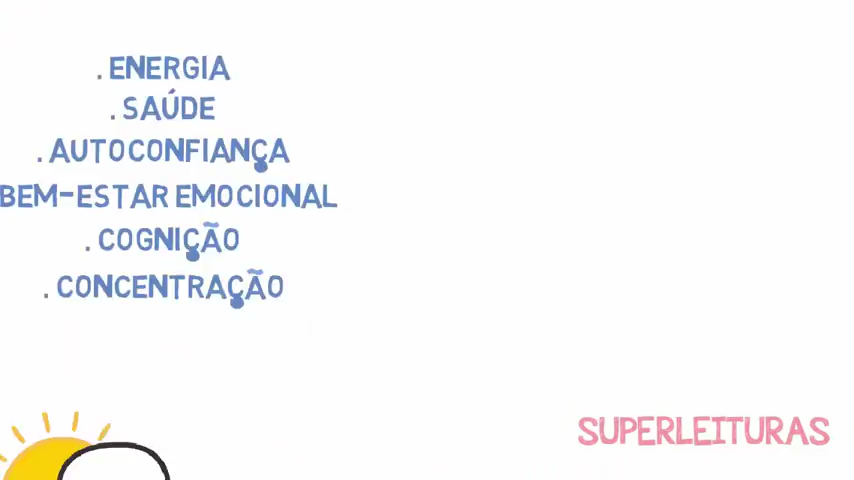 . ENERGIA
. SAÚDE
. AUTOCONFIANÇA
BEM-ESTAR EMOCIONAL
. COGNIÇÃO
. CONCENTRAÇÃO
SUPERLEITURAS